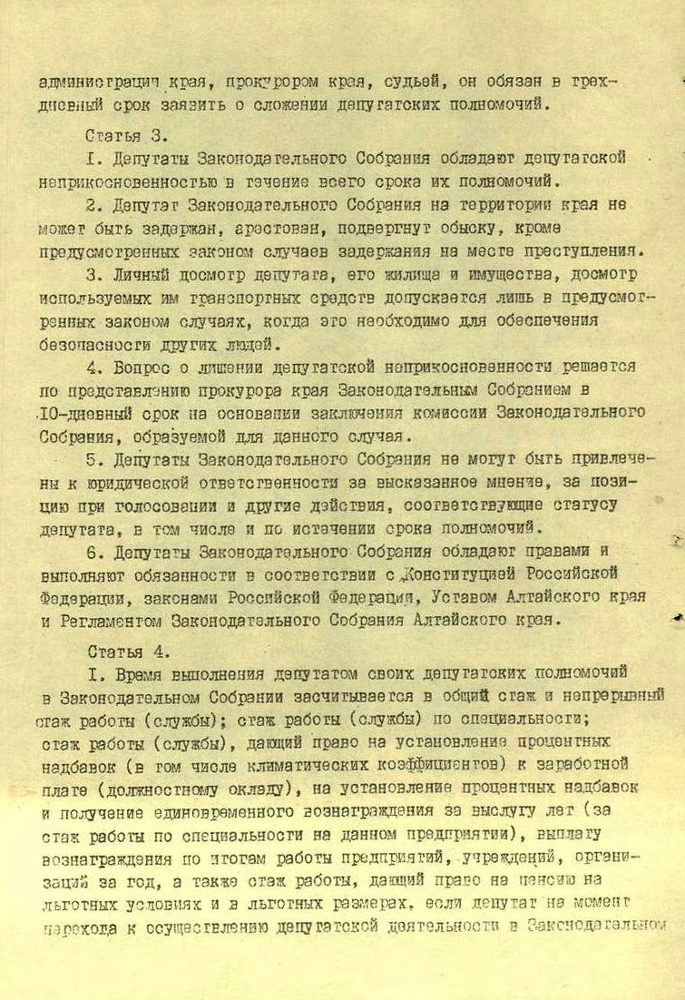 администрации края, прокурором края, судьей, он обязан в трех-
дневный срок заявить о сложении депутатских полномочий.
Статья 3.
1. Депутаты Законодательного Собрания обладают депутатской
неприкосновенностью в течение всего срока их полномочий.
2. Депутат Законодательного Собрания на территории края не
может быть задержан, арестован, подвергнут обыску, кроме
предусмотренных законом случаев задержания на месте преступления.
3. Личный досмотр депутата, его жилища и имущества, досмотр
используемых им транспортных средств допускается лишь в предусмот-
ренных законом случаях, когда это необходимо для обеспечения
безопасности других людей.
4. Вопрос о лишении депутатской неприкосновенности решается
по представлению прокурора края Законодательным Собранием в
10-дневный срок на основании заключения комиссии Законодательного
Собрания, образуемой для данного случая.
5. Депутаты Законодательного Собрания не могут быть привлече-
ны к юридической ответственности за высказанное мнение, за пози-
цию при голосовании и другие действия, соответствующие статусу
депутата, в том числе и по истечении срока полномочий.
6. Депутаты Законодательного Собрания обладают правами и
выполняют обязанности в соответствии с Конституцией Российской
Федерации, законами Российской Федерации, Уставом Алтайского края
и Регламентом Законодательного Собрания Алтайского края.
Статья 4.
1. Время выполнения депутатом своих депутатских полномочий
в Законодательном Собрании засчитывается в общий стаж и непрерывный
стаж работы (службы); стаж работы (службы) по специальности;
стаж работы (службы), дающий право на установление процентных
надбавок (в том числе климатических коэффициентов) к заработной
плате (должностному окладу), на установление процентных надбавок
и получение единовременного вознаграждения за выслугу лет (за
стаж работы по специальности на данном предприятии), выплату
вознаграждения по итогам работы предприятий, учреждений, органи-
заций за год, а также стаж работы, дающий право на пенсию на
льготных условиях и в льготных размерах, если депутат на момент
перехода к осуществлению депутатской деятельности в Законодательном